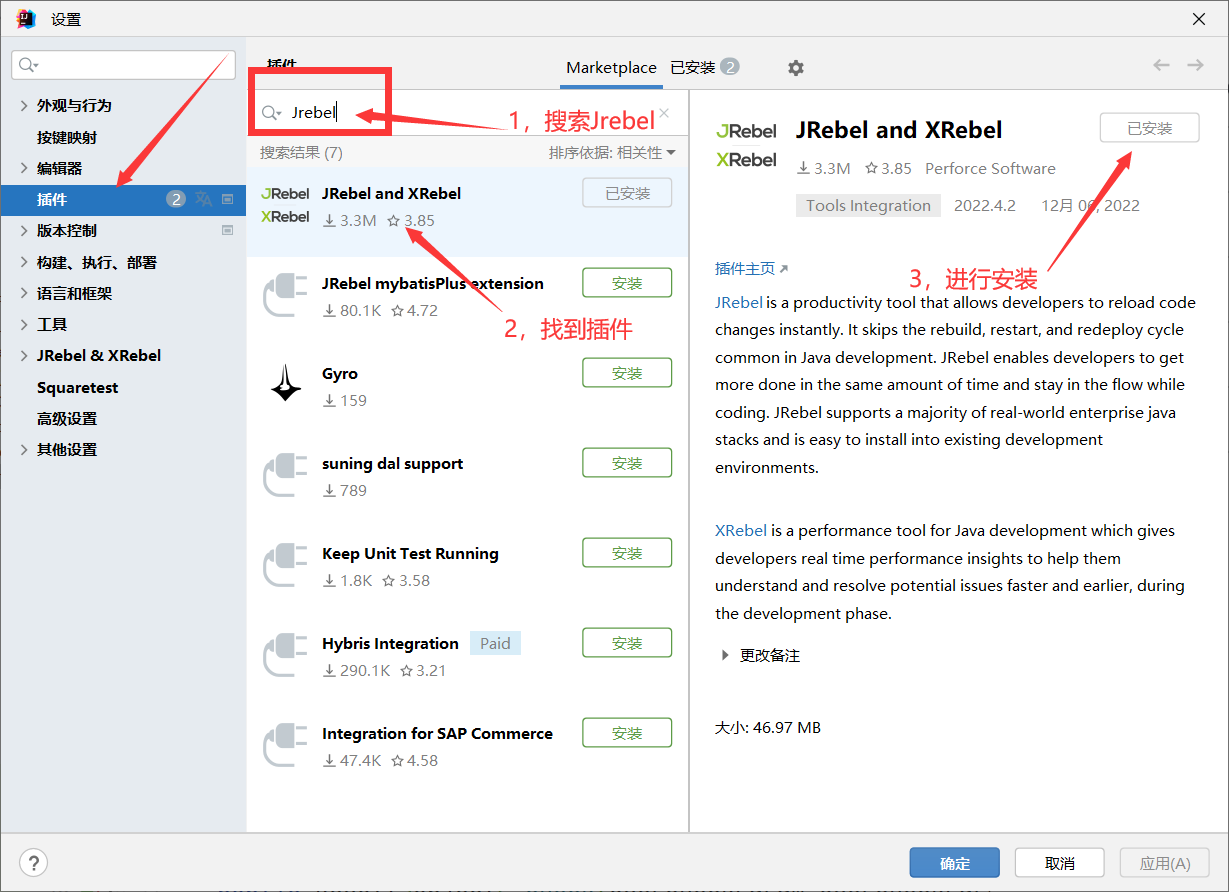 设置
外观与行为
按键映射
编辑器
插件
2
版本控制
构建、执行、部署
语言和框架
工具
JRebel & XRebel
Squaretest
高级设置
其他设置
插件
Marketplace
已安装 2
Jrebel
1，搜索Jrebel
搜索结果 (7)
排序依据: 相关性
JRebel
XRebel
JRebel and XRebel
3.3M 3.85
已安装
JRebel mybatisPlus extension
80.1K 4.72
安装
2，找到插件
Gyro
159
安装
suning dal support
789
安装
Keep Unit Test Running
1.8K 3.58
安装
Hybris Integration Paid
290.1K 3.21
安装
Integration for SAP Commerce
47.4K 4.58
安装
JRebel
XRebel
JRebel and XRebel
已安装
3.3M 3.85 Perforce Software
Tools Integration 2022.4.2 12月 06, 2022
插件主页
3，进行安装
JRebel is a productivity tool that allows developers to reload code
changes instantly. It skips the rebuild, restart, and redeploy cycle
common in Java development. JRebel enables developers to get
more done in the same amount of time and stay in the flow while
coding. JRebel supports a majority of real-world enterprise java
stacks and is easy to install into existing development
environments.
XRebel is a performance tool for Java development which gives
developers real time performance insights to help them
understand and resolve potential issues faster and earlier, during
the development phase.
更改备注
大小: 46.97 MB
?
确定
取消
应用(A)